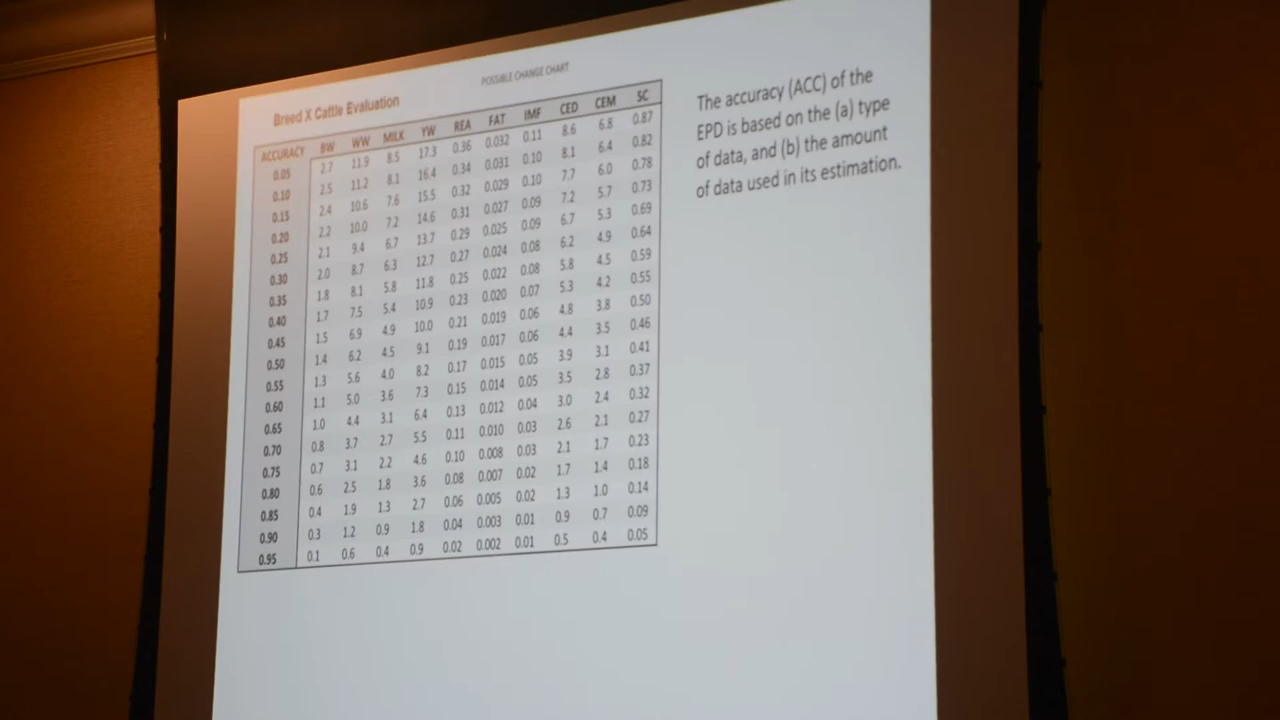 POSSIBLE CHANGE CHART
Breed X Cattle Evaluation
ACCURACY BW WW MILK YW REA FAT IMF CED CEM SC
0.05 2.7 11.9 8.5 17.3 0.36 0.032 0.11 8.6 6.8 0.87
0.10 2.5 11.2 8.1 16.4 0.34 0.031 0.10 8.1 6.4 0.82
0.15 2.4 10.6 7.6 15.5 0.32 0.029 0.10 7.7 6.0 0.78
0.20 2.2 10.0 7.2 14.6 0.31 0.027 0.09 7.2 5.7 0.73
0.25 2.1 9.4 6.7 13.7 0.29 0.025 0.09 6.7 5.3 0.69
0.30 2.0 8.7 6.3 12.7 0.27 0.024 0.08 6.2 4.9 0.64
0.35 1.8 8.1 5.8 11.8 0.25 0.022 0.08 5.8 4.5 0.59
0.40 1.7 7.5 5.4 10.9 0.23 0.020 0.07 5.3 4.2 0.55
0.45 1.5 6.9 4.9 10.0 0.21 0.019 0.06 4.8 3.8 0.50
0.50 1.4 6.2 4.5 9.1 0.19 0.017 0.06 4.4 3.5 0.46
0.55 1.3 5.6 4.0 8.2 0.17 0.015 0.05 3.9 3.1 0.41
0.60 1.1 5.0 3.6 7.3 0.15 0.014 0.05 3.5 2.8 0.37
0.65 1.0 4.4 3.1 6.4 0.13 0.012 0.04 3.0 2.4 0.32
0.70 0.8 3.7 2.7 5.5 0.11 0.010 0.03 2.6 2.1 0.27
0.75 0.7 3.1 2.2 4.6 0.10 0.008 0.03 2.1 1.7 0.23
0.80 0.6 2.5 1.8 3.6 0.08 0.007 0.02 1.7 1.4 0.18
0.85 0.4 1.9 1.3 2.7 0.06 0.005 0.02 1.3 1.0 0.14
0.90 0.3 1.2 0.9 1.8 0.04 0.003 0.01 0.9 0.7 0.09
0.95 0.1 0.6 0.4 0.9 0.02 0.002 0.01 0.5 0.4 0.05
The accuracy (ACC) of the
EPD is based on the (a) type
of data, and (b) the amount
of data used in its estimation.